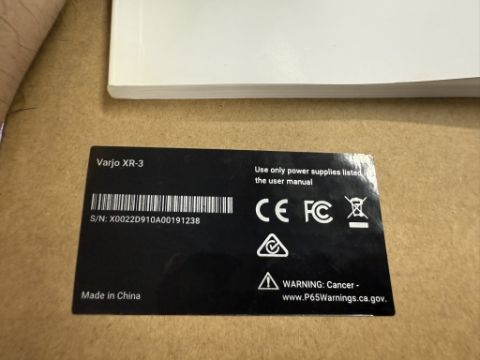 Varjo XR-3
S/N: X0022D910A00191238
Made in China
Use only power supplies listed
the user manual
CE FC
WARNING: Cancer -
www.P65Warnings.ca.gov.